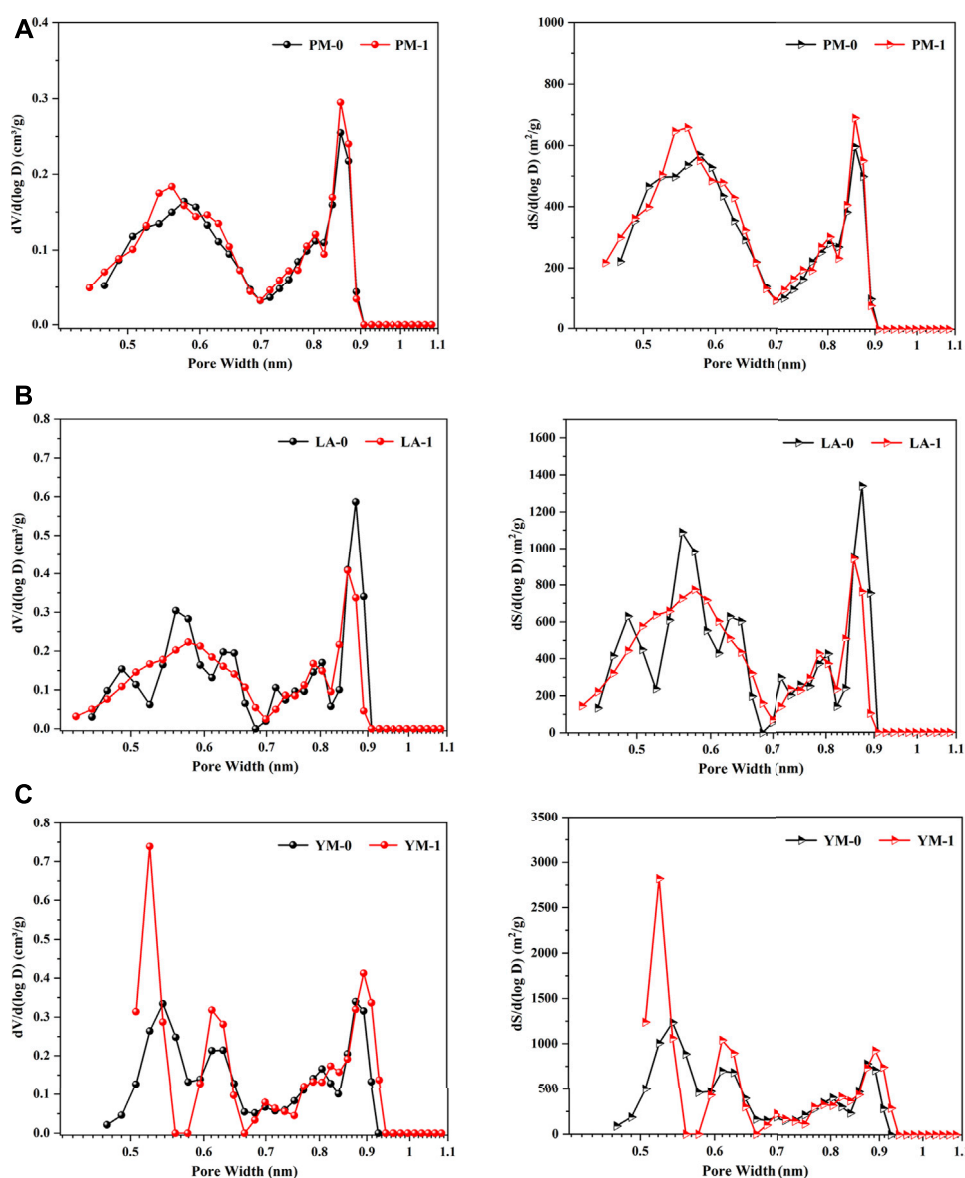 A
0.4
0.3
0.2
0.1
0.0
dV/d(log D) (cm³/g)
PM-0 PM-1
0.5 0.6 0.7 0.8 0.9 1 1.1
Pore Width (nm)
1000
800
600
400
200
0
dS/d(log D) (m²/g)
PM-0 PM-1
0.5 0.6 0.7 0.8 0.9 1 1.1
Pore Width (nm)
B
0.8
0.7
0.6
0.5
0.4
0.3
0.2
0.1
0.0
dV/d(log D) (cm³/g)
LA-0 LA-1
0.5 0.6 0.7 0.8 0.9 1 1.1
Pore Width (nm)
1600
1400
1200
1000
800
600
400
200
0
dS/d(log D) (m²/g)
LA-0 LA-1
0.5 0.6 0.7 0.8 0.9 1 1.1
Pore Width (nm)
C
0.8
0.7
0.6
0.5
0.4
0.3
0.2
0.1
0.0
dV/d(log D) (cm³/g)
YM-0 YM-1
0.5 0.6 0.7 0.8 0.9 1 1.1
Pore Width (nm)
3500
3000
2500
2000
1500
1000
500
0
dS/d(log D) (m²/g)
YM-0 YM-1
0.5 0.6 0.7 0.8 0.9 1 1.1
Pore Width (nm)